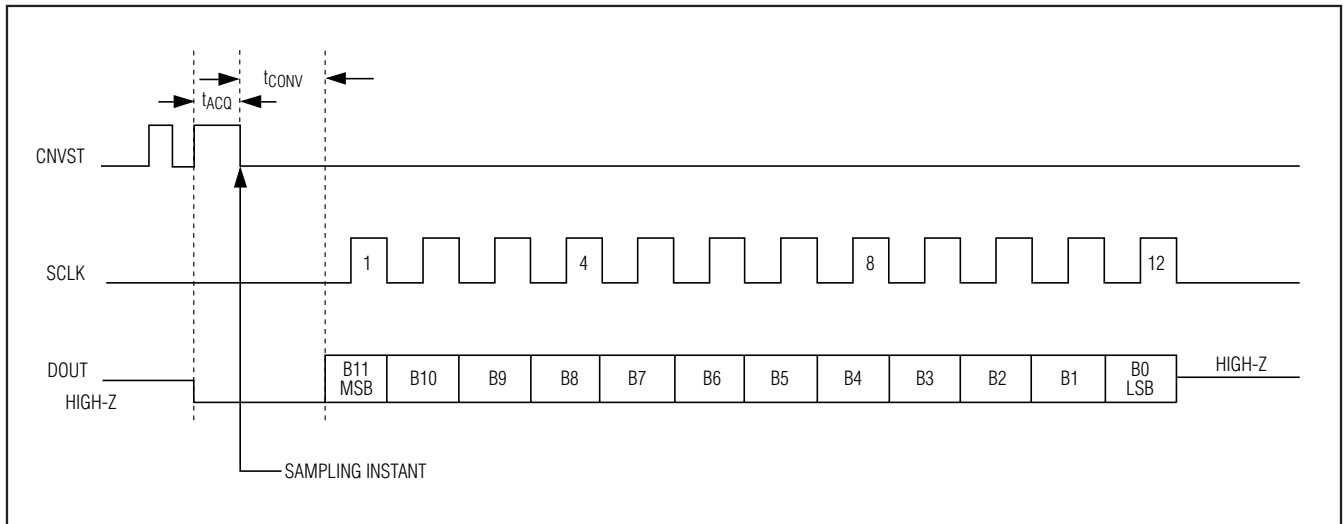 tCONV
tACQ
CNVST
SCLK
1
4
8
12
DOUT
HIGH-Z
B11
MSB
B10
B9
B8
B7
B6
B5
B4
B3
B2
B1
B0
LSB
HIGH-Z
SAMPLING INSTANT